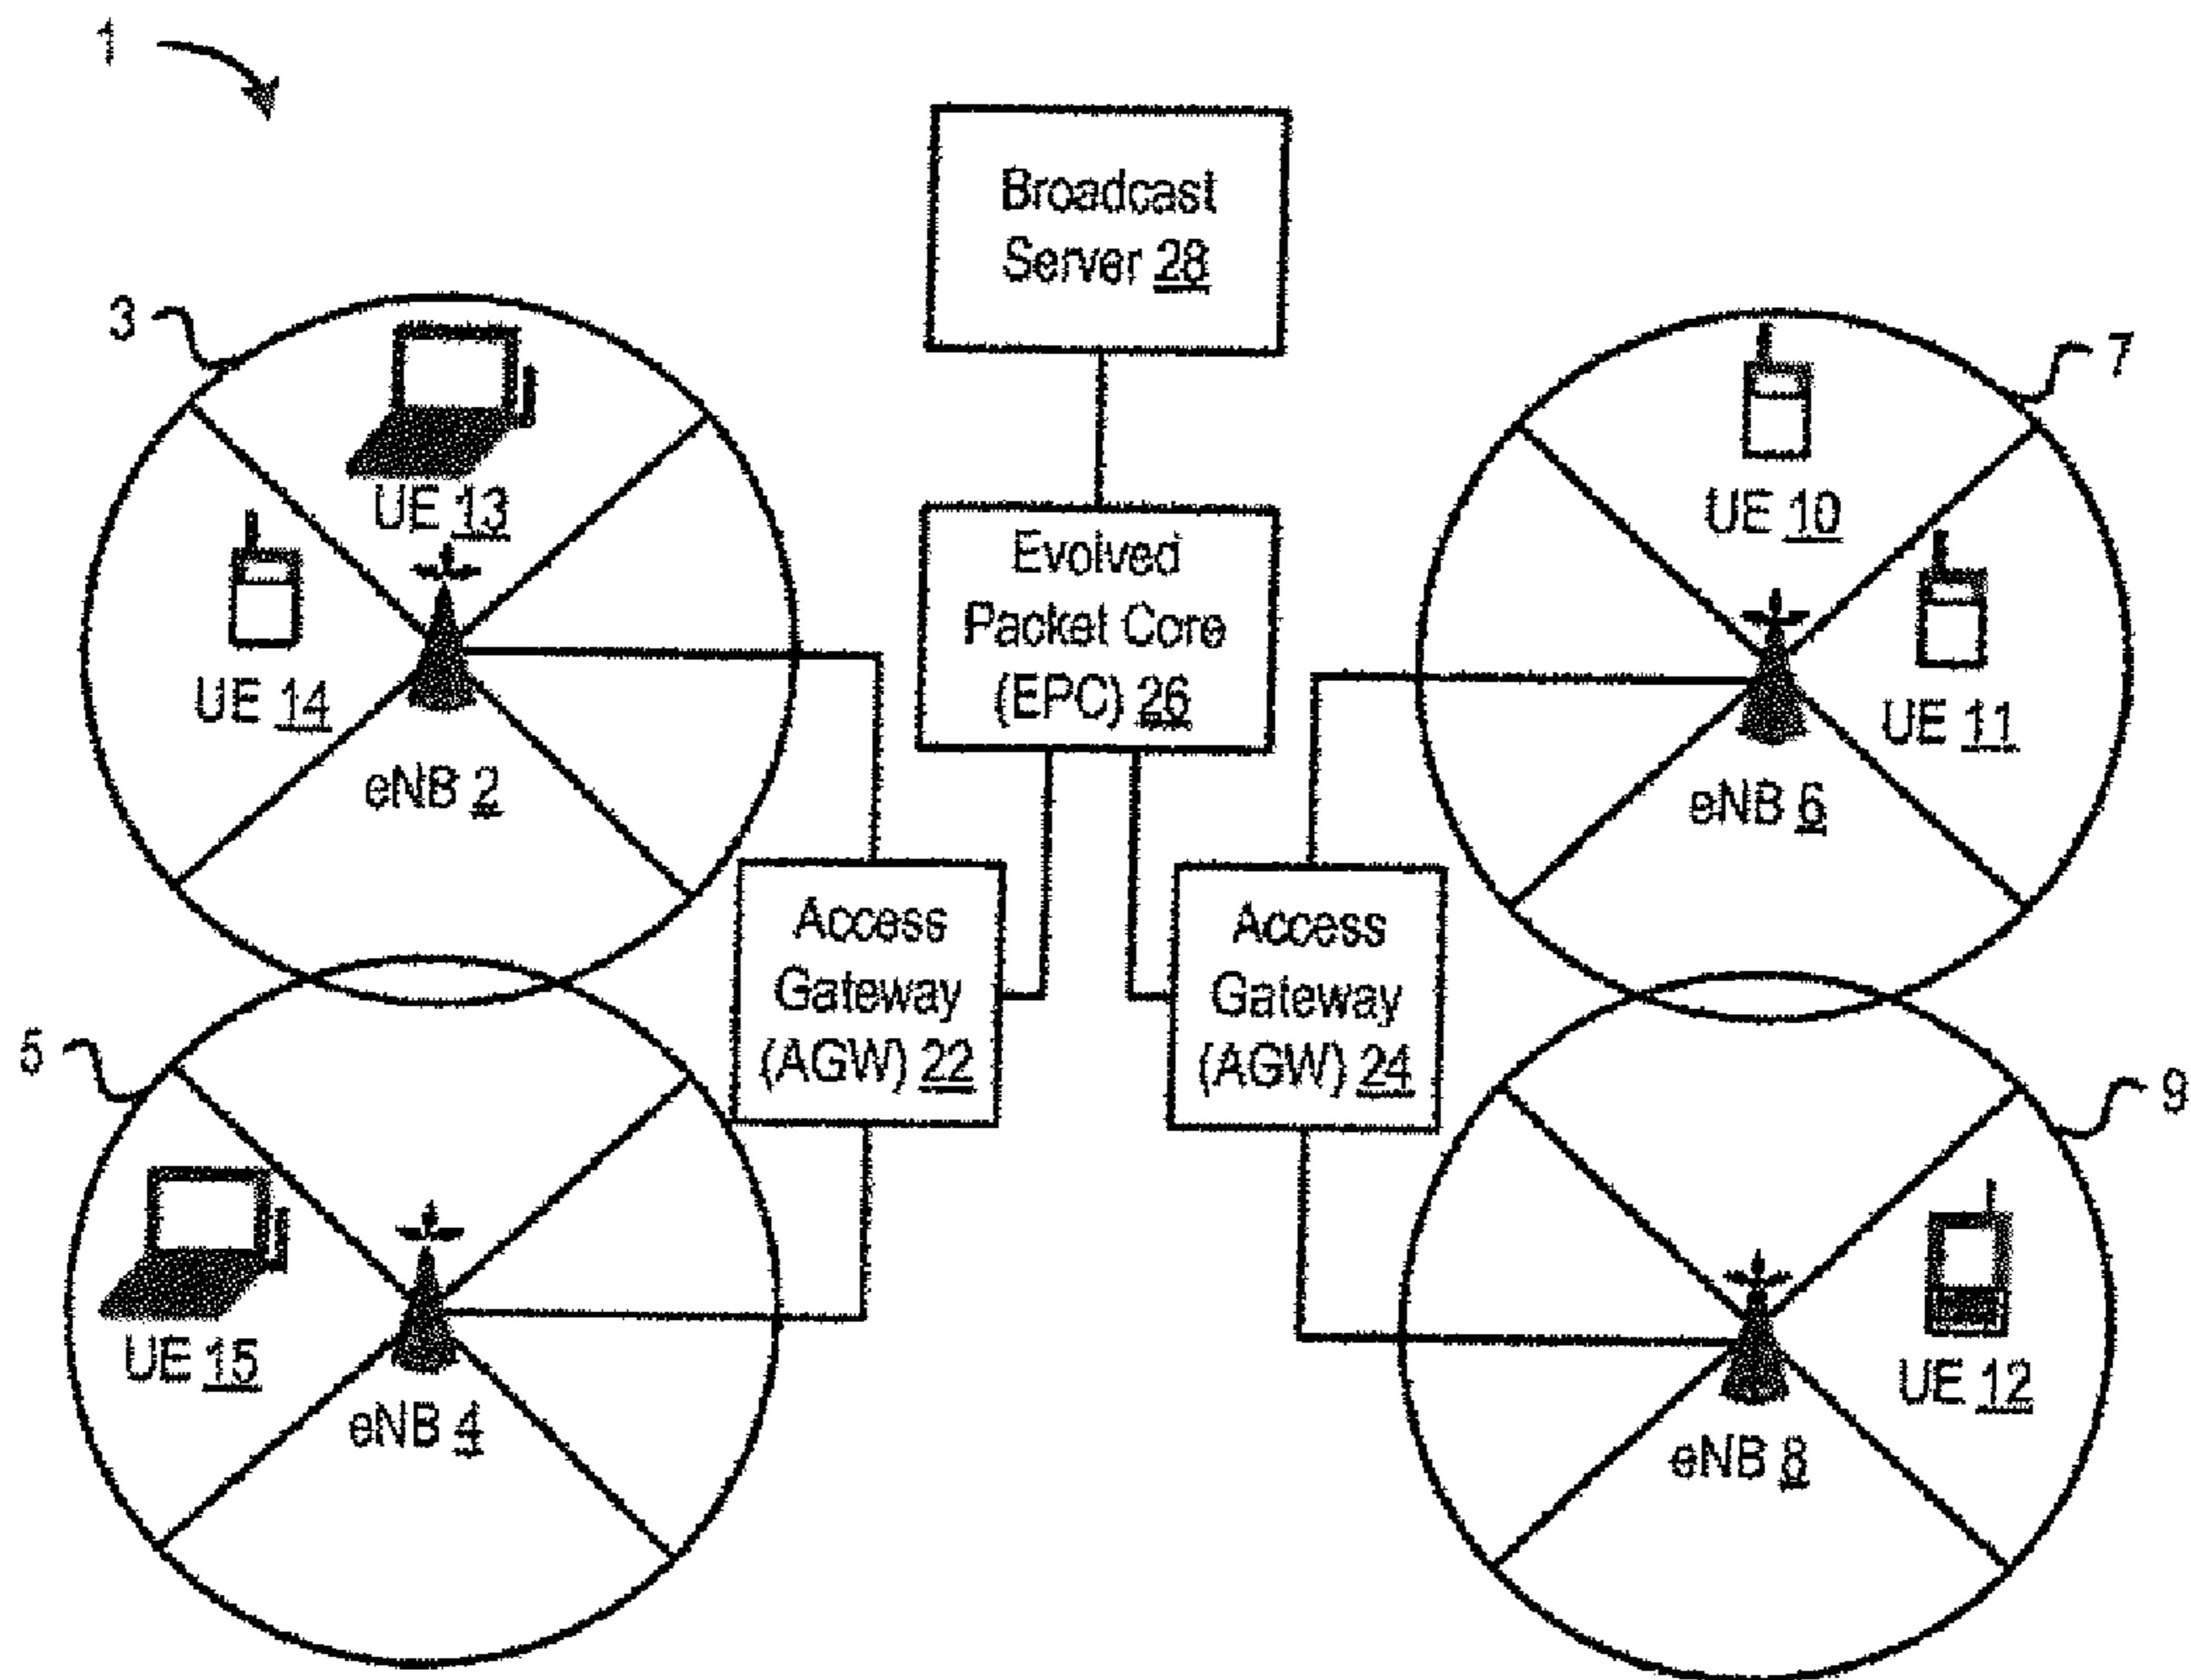 1
Broadcast
Server 28
3
7
UE 13
UE 10
Evolved
Packet Core
(EPC) 26
UE 14
UE 11
eNB 2
eNB 6
Access
Gateway
(AGW) 22
Access
Gateway
(AGW) 24
5
9
UE 15
UE 12
eNB 4
eNB 8